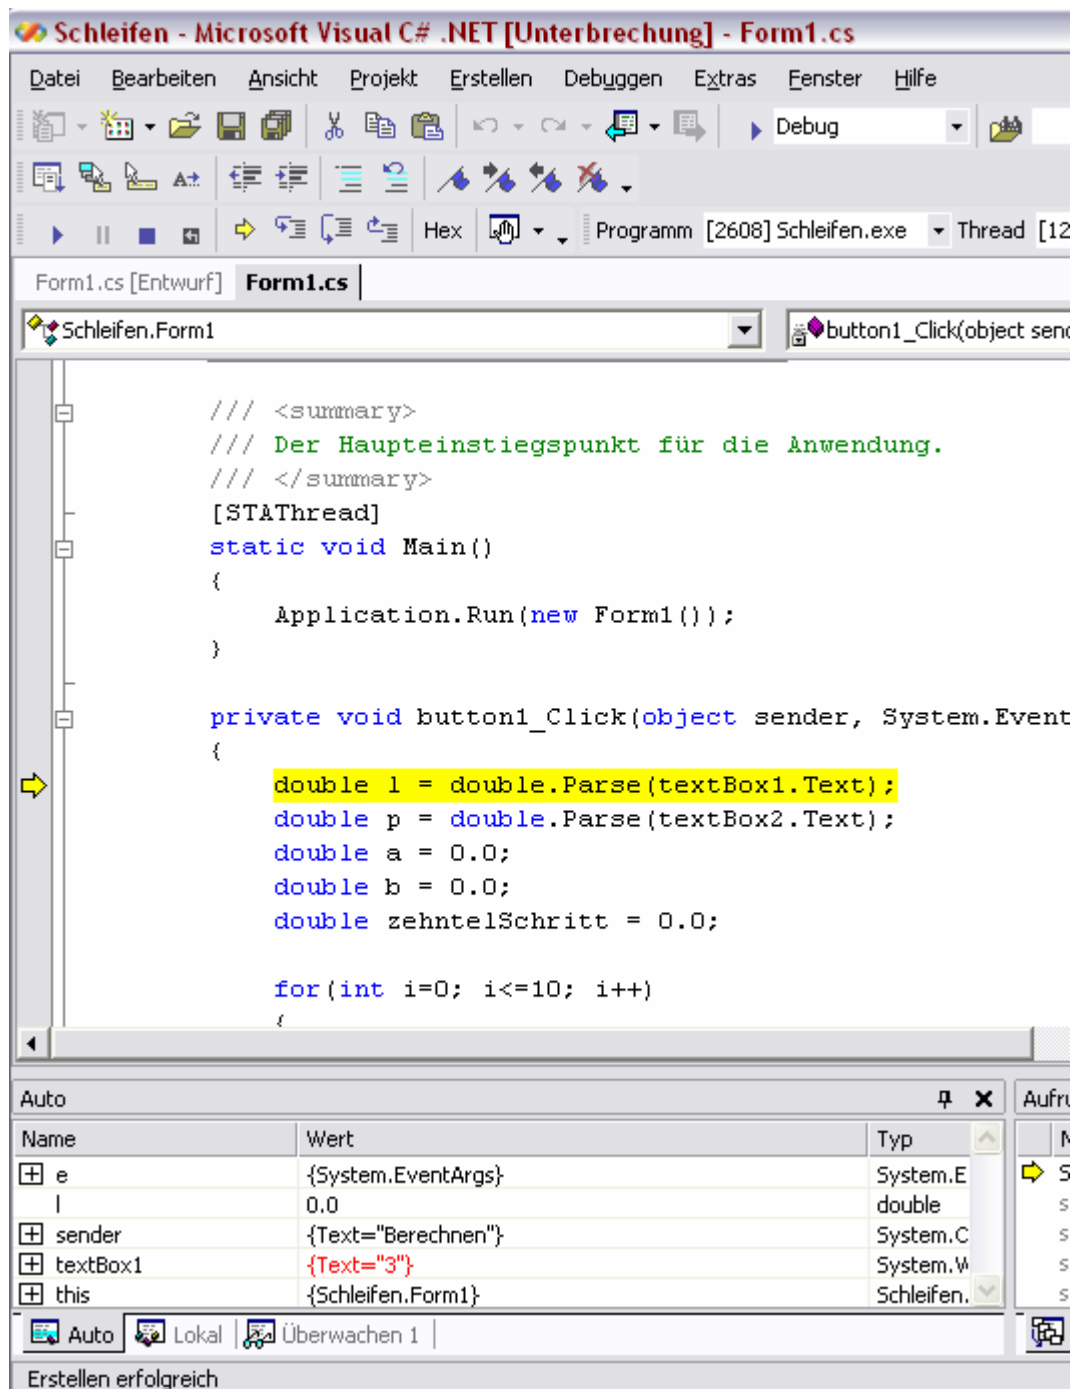 Schleifen - Microsoft Visual C# .NET [Unterbrechung] - Form1.cs
Datei Bearbeiten Ansicht Projekt Erstellen Debuggen Extras Fenster Hilfe
Debug
Hex Programm [2608] Schleifen.exe Thread [12
Form1.cs [Entwurf] Form1.cs
Schleifen.Form1 button1_Click(object send
/// <summary>
/// Der Haupteinstiegspunkt für die Anwendung.
/// </summary>
[STAThread]
static void Main()
{
Application.Run(new Form1());
}
private void button1_Click(object sender, System.Event
{
double l = double.Parse(textBox1.Text);
double p = double.Parse(textBox2.Text);
double a = 0.0;
double b = 0.0;
double zehntelSchritt = 0.0;
for(int i=0; i<=10; i++)
{
Auto Aufru
Name Wert Typ
e {System.EventArgs} System.E
l 0.0 double
sender {Text="Berechnen"} System.C
textBox1 {Text="3"} System.W
this {Schleifen.Form1} Schleifen.
Auto Lokal Überwachen 1
Erstellen erfolgreich